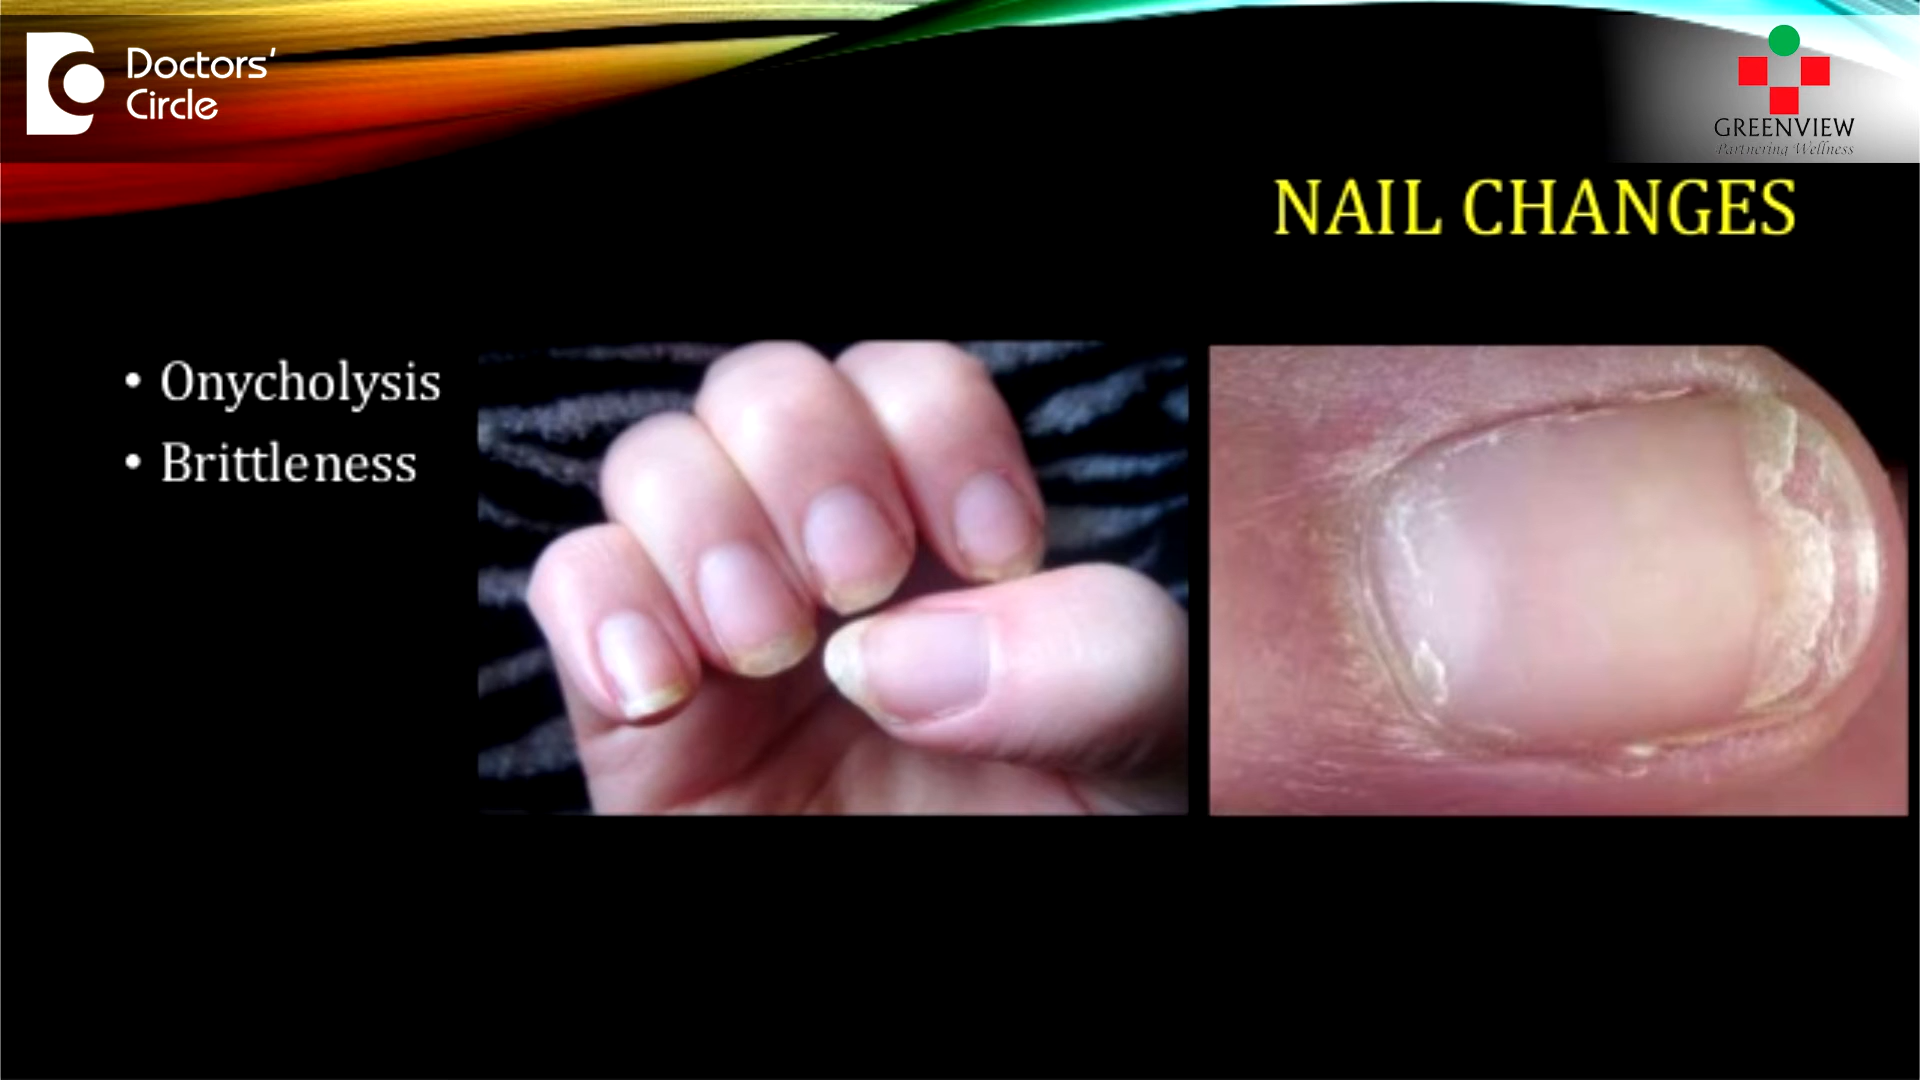 Doctors'
Circle
GREENVIEW
Partnering Wellness
NAIL CHANGES
• Onycholysis
• Brittleness